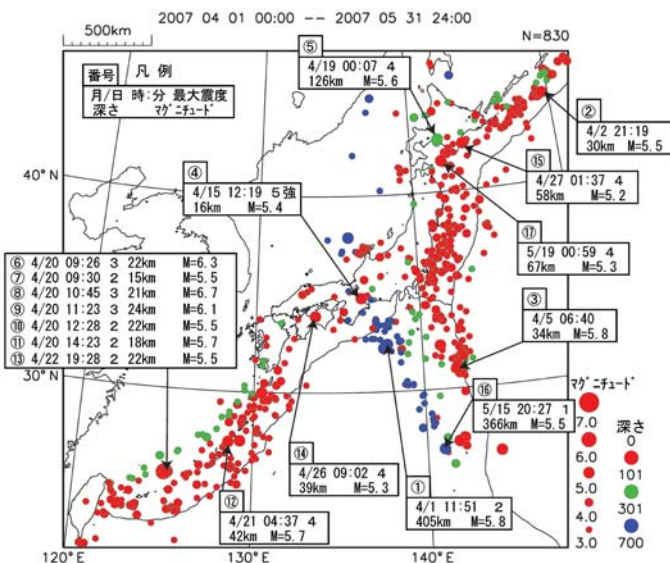 2007 04 01 00:00 -- 2007 05 31 24:00
500km
N=830
番号 凡 例
月/日 時:分 最大震度
深さ マグニチュード
⑤
4/19 00:07 4
126km M=5.6
②
4/2 21:19
30km M=5.5
④
4/15 12:19 5強
16km M=5.4
⑮
4/27 01:37 4
58km M=5.2
⑰
5/19 00:59 4
67km M=5.3
⑥ 4/20 09:26 3 22km M=6.3
⑦ 4/20 09:30 2 15km M=5.5
⑧ 4/20 10:45 3 21km M=6.7
⑨ 4/20 11:23 3 24km M=6.1
⑩ 4/20 12:28 2 22km M=5.5
⑪ 4/20 14:23 2 18km M=5.7
⑬ 4/22 19:28 2 22km M=5.5
③
4/5 06:40
34km M=5.8
⑯
5/15 20:27 1
366km M=5.5
⑭
4/26 09:02 4
39km M=5.3
①
4/1 11:51 2
405km M=5.8
⑫
4/21 04:37 4
42km M=5.7
40°N
30°N
120°E
130°E
140°E
マグニチュード
7.0
6.0
5.0
4.0
3.0
深さ
0
101
301
700